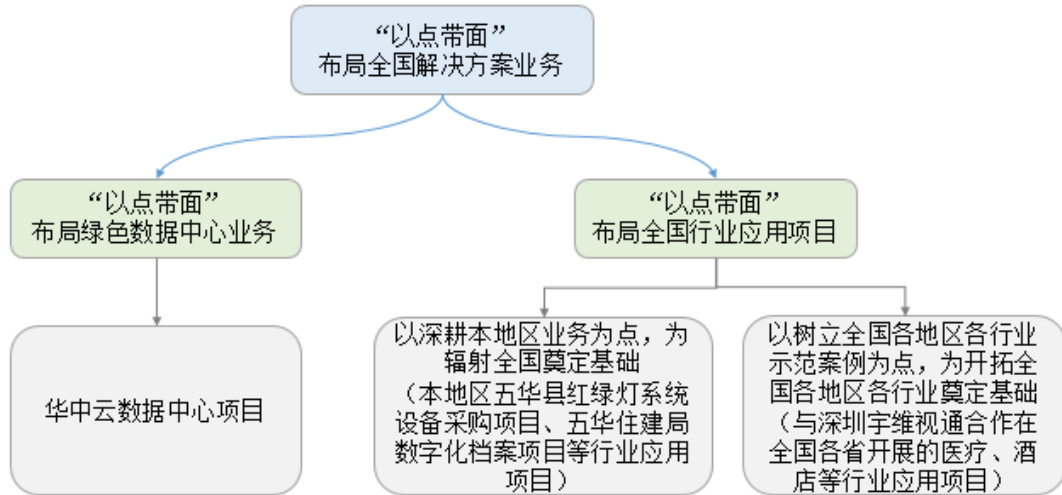 “以点带面”
布局全国解决方案业务
“以点带面”
布局绿色数据中心业务
“以点带面”
布局全国行业应用项目
华中云数据中心项目
以深耕本地区业务为点，为
辐射全国奠定基础
（本地区五华县红绿灯系统
设备采购项目、五华住建局
数字化档案项目等行业应用
项目）
以树立全国各地区各行业
示范案例为点，为开拓全
国各地区各行业奠定基础
（与深圳宇维视通合作在
全国各省开展的医疗、酒
店等行业应用项目）